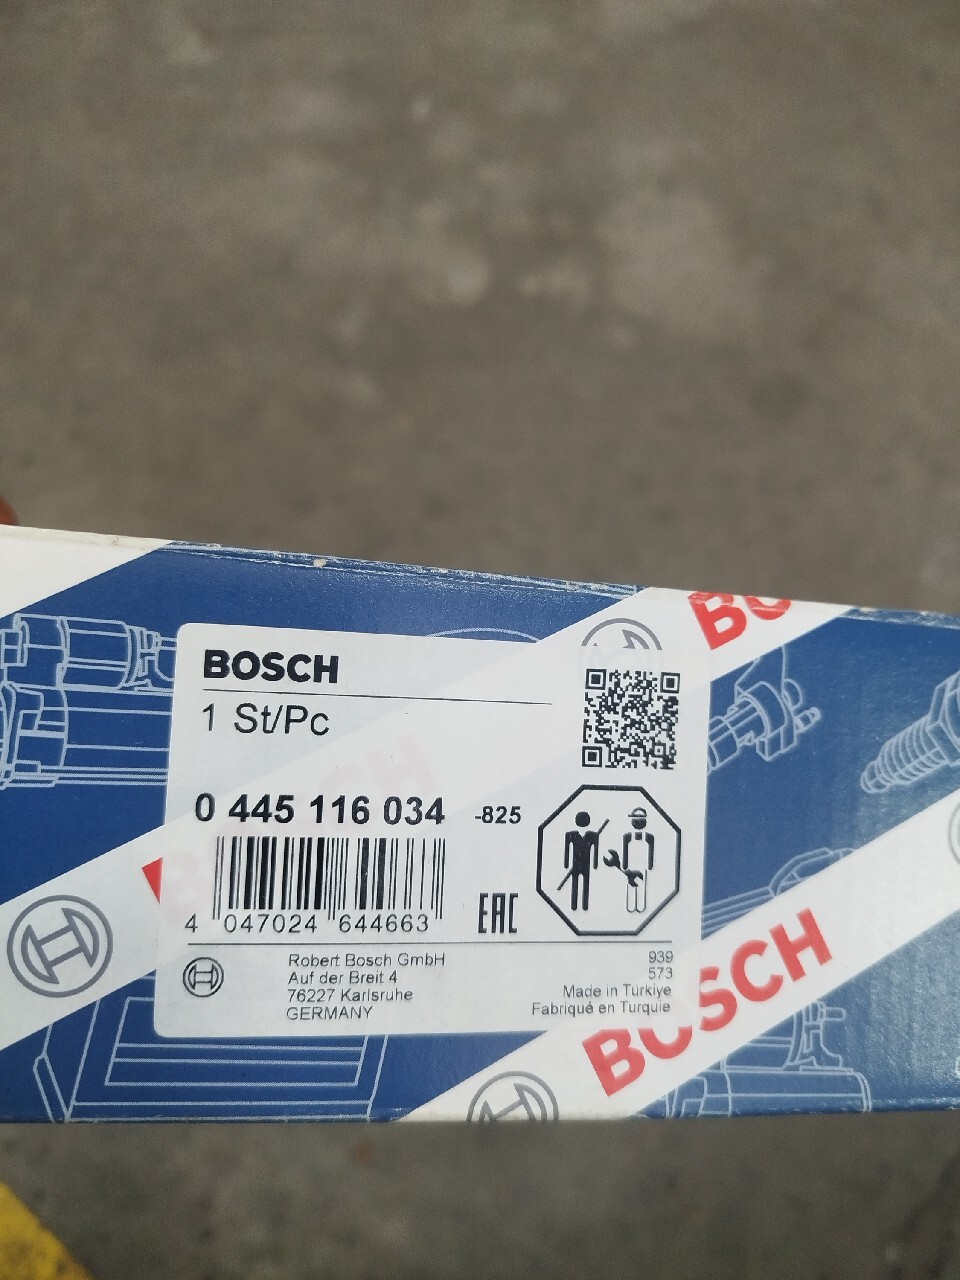 BOSCH
BOSCH
1 St/Pc
0 445 116 034 -825
4 047024 644663
EAC
Robert Bosch GmbH
Auf der Breit 4
76227 Karlsruhe
GERMANY
939
573
Made in Türkiye
Fabriqué en Turquie
BOSCH